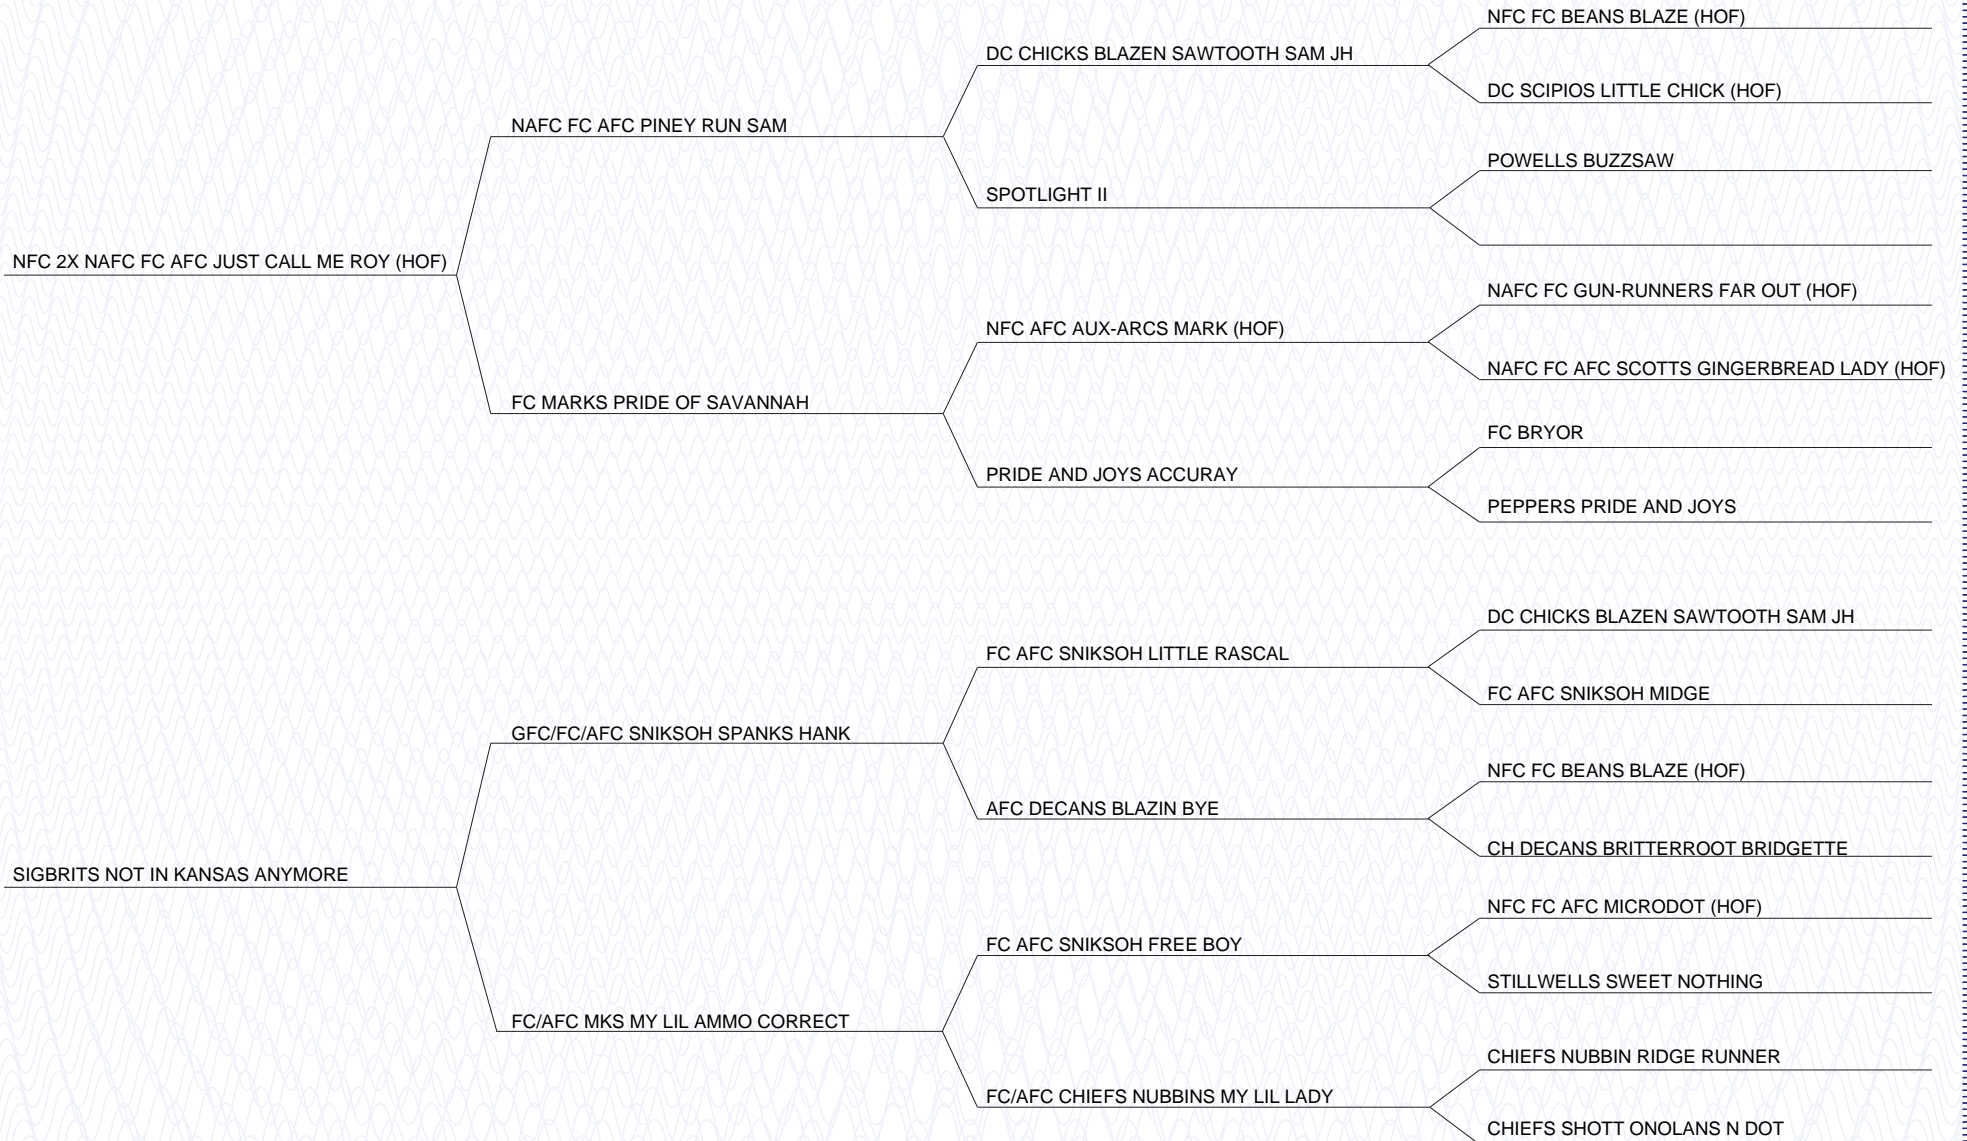 NFC FC BEANS BLAZE (HOF)
DC CHICKS BLAZEN SAWTOOTH SAM JH
DC SCIPIOS LITTLE CHICK (HOF)
NAFC FC AFC PINEY RUN SAM
POWELLS BUZZSAW
SPOTLIGHT II
NFC 2X NAFC FC AFC JUST CALL ME ROY (HOF)
NAFC FC GUN-RUNNERS FAR OUT (HOF)
NFC AFC AUX-ARCS MARK (HOF)
NAFC FC AFC SCOTTS GINGERBREAD LADY (HOF)
FC MARKS PRIDE OF SAVANNAH
FC BRYOR
PRIDE AND JOYS ACCURAY
PEPPERS PRIDE AND JOYS
DC CHICKS BLAZEN SAWTOOTH SAM JH
FC AFC SNIKSOH LITTLE RASCAL
FC AFC SNIKSOH MIDGE
GFC/FC/AFC SNIKSOH SPANKS HANK
NFC FC BEANS BLAZE (HOF)
AFC DECANS BLAZIN BYE
CH DECANS BRITTERROOT BRIDGETTE
SIGBRITS NOT IN KANSAS ANYMORE
NFC FC AFC MICRODOT (HOF)
FC AFC SNIKSOH FREE BOY
STILLWELLS SWEET NOTHING
FC/AFC MKS MY LIL AMMO CORRECT
CHIEFS NUBBIN RIDGE RUNNER
FC/AFC CHIEFS NUBBINS MY LIL LADY
CHIEFS SHOTT ONOLANS N DOT